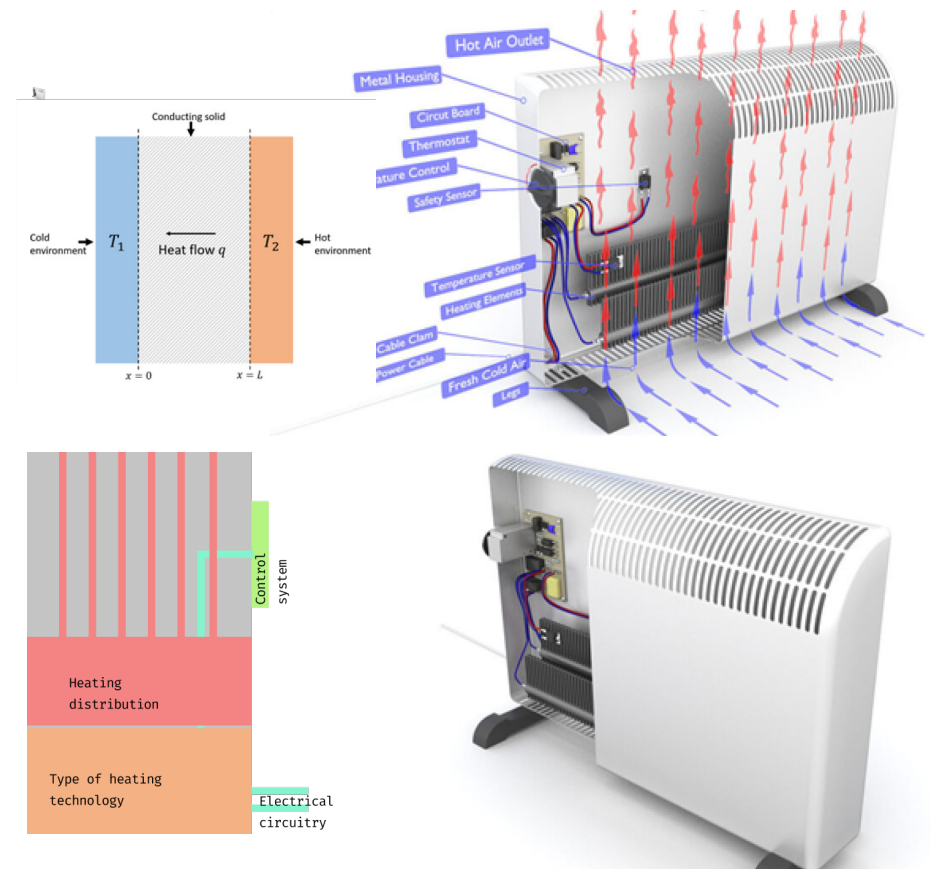 Conducting solid
Cold
environment
T₁
Heat flow q
T₂
Hot
environment
x = 0
x = L
Hot Air Outlet
Metal Housing
Circut Board
Thermostat
ature Control
Safety Sensor
Temperature Sensor
Heating Elements
Cable Clam
Power Cable
Fresh Cold Air
Legs
Control
system
Heating
distribution
Type of heating
technology
Electrical
circuitry